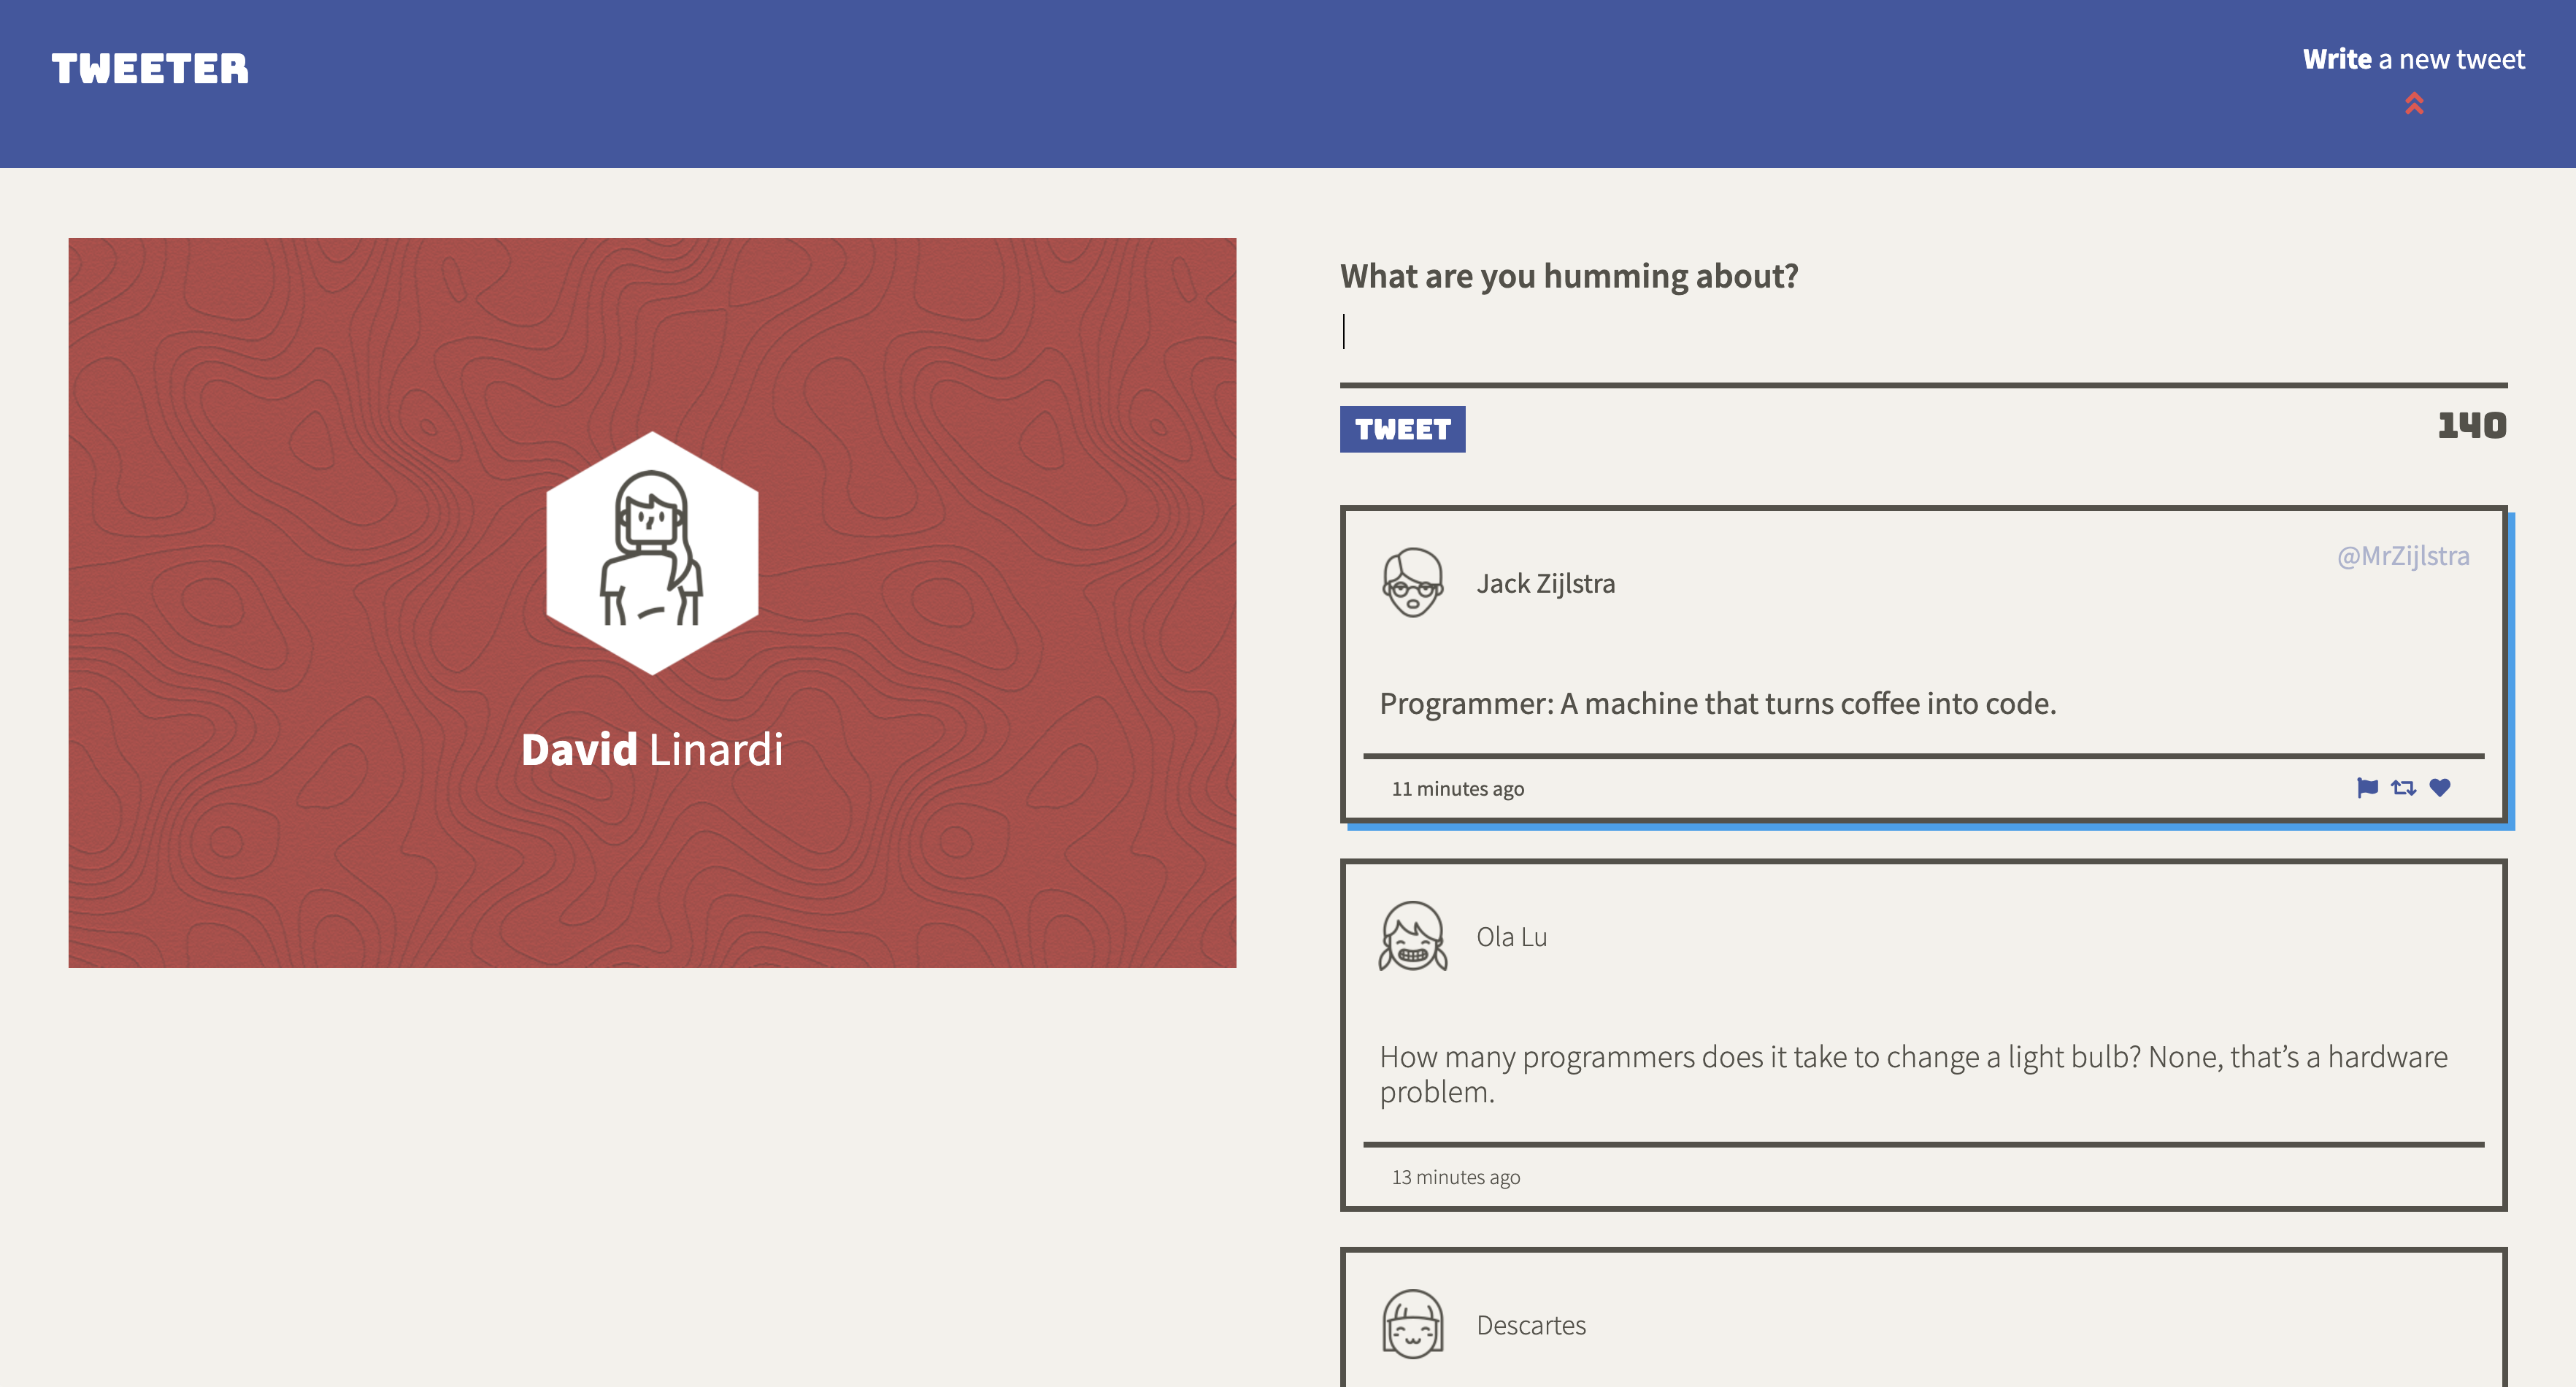 TWEETER
Write a new tweet
David Linardi
What are you humming about?
TWEET
140
Jack Zijlstra
@MrZijlstra
Programmer: A machine that turns coffee into code.
11 minutes ago
Ola Lu
How many programmers does it take to change a light bulb? None, that’s a hardware
problem.
13 minutes ago
Descartes